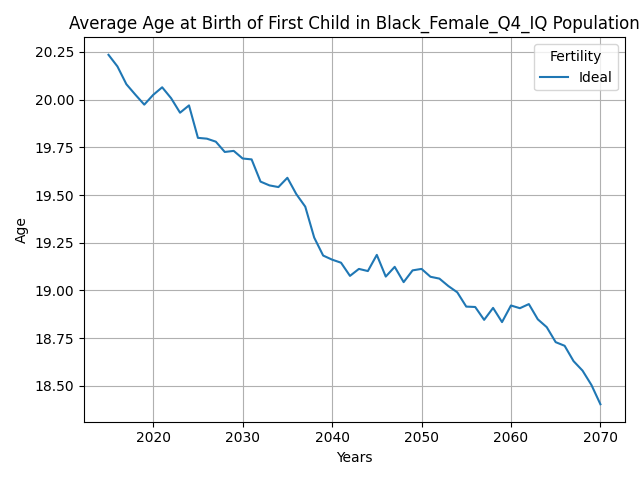 Average Age at Birth of First Child in Black_Female_Q4_IQ Population
Fertility
Ideal
20.25
20.00
19.75
19.50
19.25
19.00
18.75
18.50
Age
2020 2030 2040 2050 2060 2070
Years